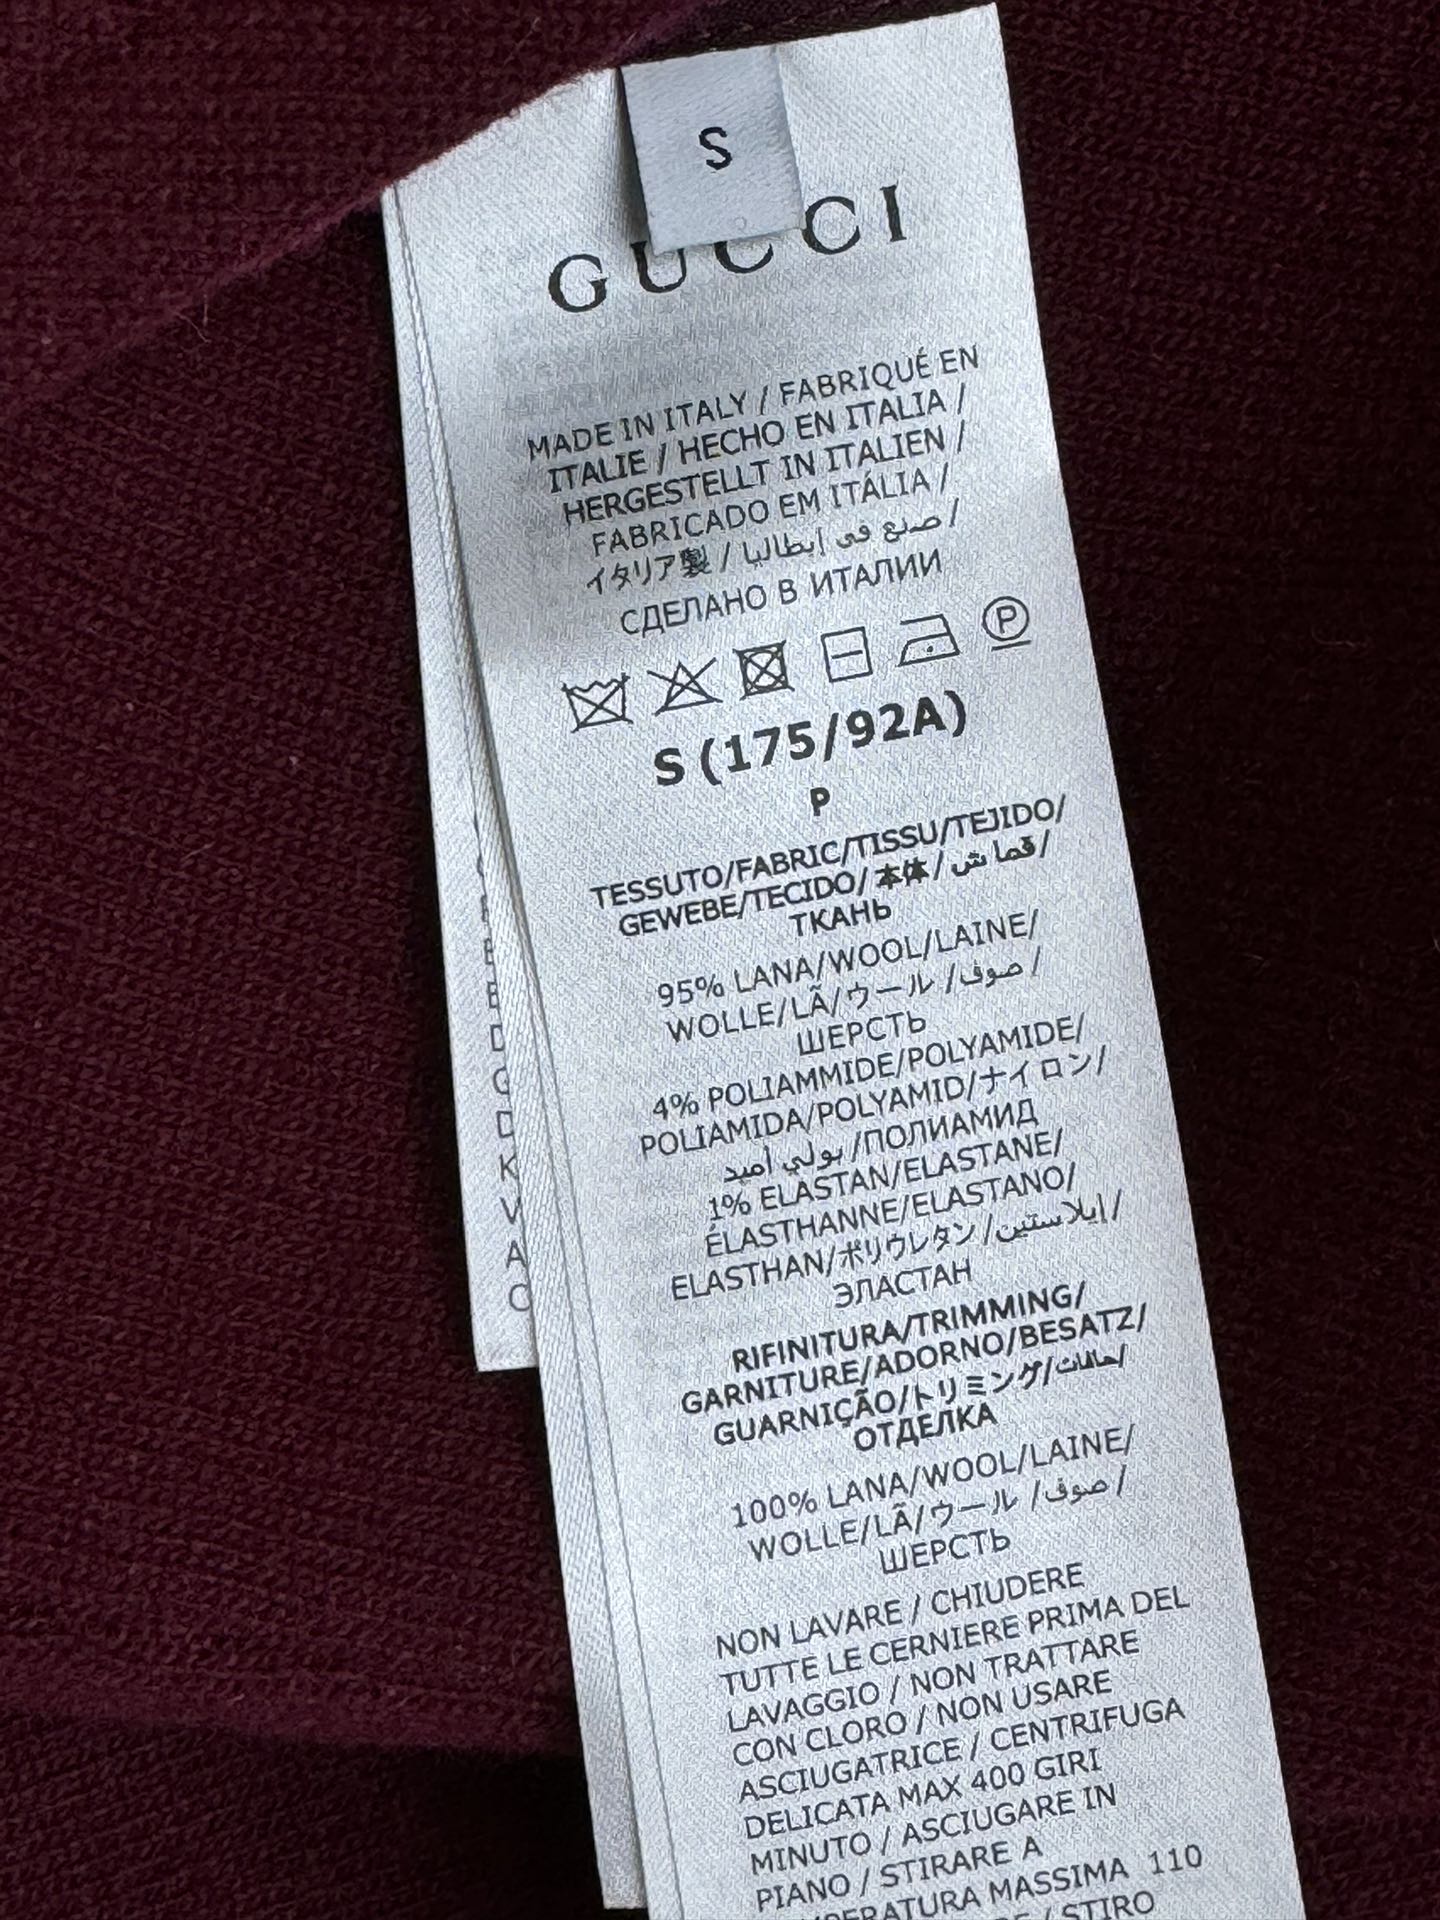 S
GUCCI
MADE IN ITALY / FABRIQUÉ EN
ITALIE / HECHO EN ITALIA /
HERGESTELLT IN ITALIEN /
FABRICADO EM ITÁLIA /
イタリア製 / صنع في إيطاليا /
СДЕЛАНО В ИТАЛИИ
P
S (175/92A)
P
TESSUTO/FABRIC/TISSU/TEJIDO/
GEWEBE/TECIDO/本体/قماش/
ТКАНЬ
95% LANA/WOOL/LAINE/
WOLLE/LÃ/ウール/صوف/
ШЕРСТЬ
4% POLIAMMIDE/POLYAMIDE/
POLIAMIDA/POLYAMID/ナイロン/
بولي أميد/ПОЛИАМИД
1% ELASTAN/ELASTANE/
ÉLASTHANNE/ELASTANO/
ELASTHAN/ポリウレタン/إيلاستين/
ЭЛАСТАН
RIFINITURA/TRIMMING/
GARNITURE/ADORNO/BESATZ/
GUARNIÇÃO/トリミング/حافات/
ОТДЕЛКА
100% LANA/WOOL/LAINE/
WOLLE/LÃ/ウール/صوف/
ШЕРСТЬ
NON LAVARE / CHIUDERE
TUTTE LE CERNIERE PRIMA DEL
LAVAGGIO / NON TRATTARE
CON CLORO / NON USARE
ASCIUGATRICE / CENTRIFUGA
DELICATA MAX 400 GIRI
MINUTO / ASCIUGARE IN
PIANO / STIRARE A
MASSIMA 110
/ STIRO